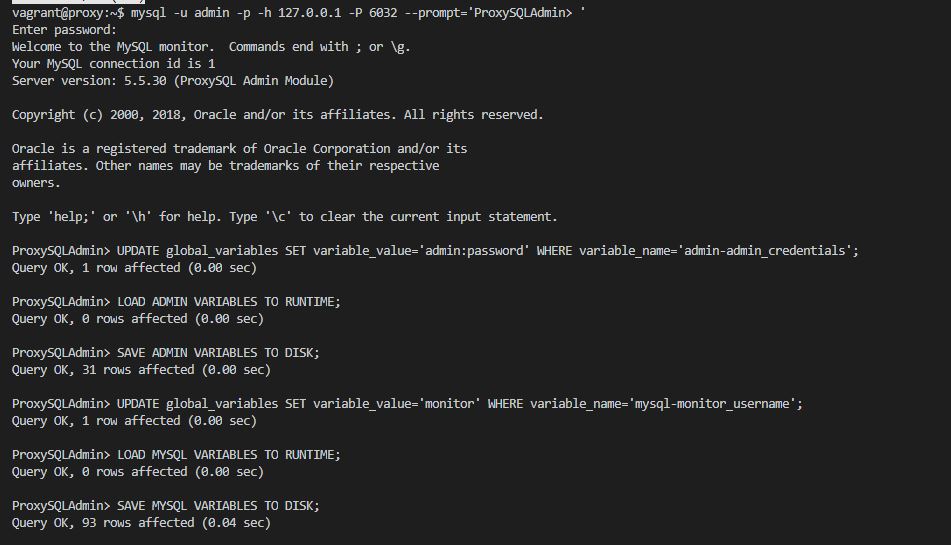 vagrant@proxy:~$ mysql -u admin -p -h 127.0.0.1 -P 6032 --prompt='ProxySQLAdmin> '
Enter password:
Welcome to the MySQL monitor.  Commands end with ; or \g.
Your MySQL connection id is 1
Server version: 5.5.30 (ProxySQL Admin Module)
Copyright (c) 2000, 2018, Oracle and/or its affiliates. All rights reserved.
Oracle is a registered trademark of Oracle Corporation and/or its
affiliates. Other names may be trademarks of their respective
owners.
Type 'help;' or '\h' for help. Type '\c' to clear the current input statement.
ProxySQLAdmin> UPDATE global_variables SET variable_value='admin:password' WHERE variable_name='admin-admin_credentials';
Query OK, 1 row affected (0.00 sec)
ProxySQLAdmin> LOAD ADMIN VARIABLES TO RUNTIME;
Query OK, 0 rows affected (0.00 sec)
ProxySQLAdmin> SAVE ADMIN VARIABLES TO DISK;
Query OK, 31 rows affected (0.00 sec)
ProxySQLAdmin> UPDATE global_variables SET variable_value='monitor' WHERE variable_name='mysql-monitor_username';
Query OK, 1 row affected (0.00 sec)
ProxySQLAdmin> LOAD MYSQL VARIABLES TO RUNTIME;
Query OK, 0 rows affected (0.00 sec)
ProxySQLAdmin> SAVE MYSQL VARIABLES TO DISK;
Query OK, 93 rows affected (0.04 sec)